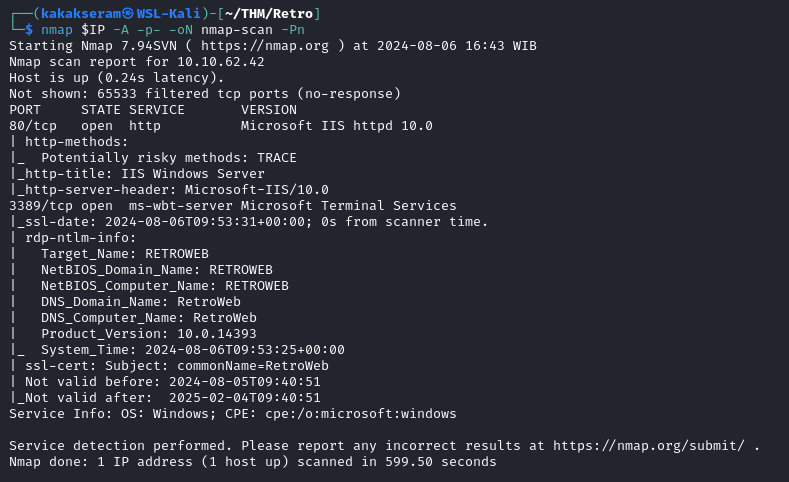 ┌──(kakakseram㉿WSL-Kali)-[~/THM/Retro]
└─$ nmap $IP -A -p- -oN nmap-scan -Pn
Starting Nmap 7.94SVN ( https://nmap.org ) at 2024-08-06 16:43 WIB
Nmap scan report for 10.10.62.42
Host is up (0.24s latency).
Not shown: 65533 filtered tcp ports (no-response)
PORT     STATE SERVICE       VERSION
80/tcp   open  http          Microsoft IIS httpd 10.0
| http-methods:
|_  Potentially risky methods: TRACE
|_http-title: IIS Windows Server
|_http-server-header: Microsoft-IIS/10.0
3389/tcp open  ms-wbt-server Microsoft Terminal Services
|_ssl-date: 2024-08-06T09:53:31+00:00; 0s from scanner time.
| rdp-ntlm-info:
|   Target_Name: RETROWEB
|   NetBIOS_Domain_Name: RETROWEB
|   NetBIOS_Computer_Name: RETROWEB
|   DNS_Domain_Name: RetroWeb
|   DNS_Computer_Name: RetroWeb
|   Product_Version: 10.0.14393
|_  System_Time: 2024-08-06T09:53:25+00:00
| ssl-cert: Subject: commonName=RetroWeb
| Not valid before: 2024-08-05T09:40:51
|_Not valid after:  2025-02-04T09:40:51
Service Info: OS: Windows; CPE: cpe:/o:microsoft:windows

Service detection performed. Please report any incorrect results at https://nmap.org/submit/ .
Nmap done: 1 IP address (1 host up) scanned in 599.50 seconds